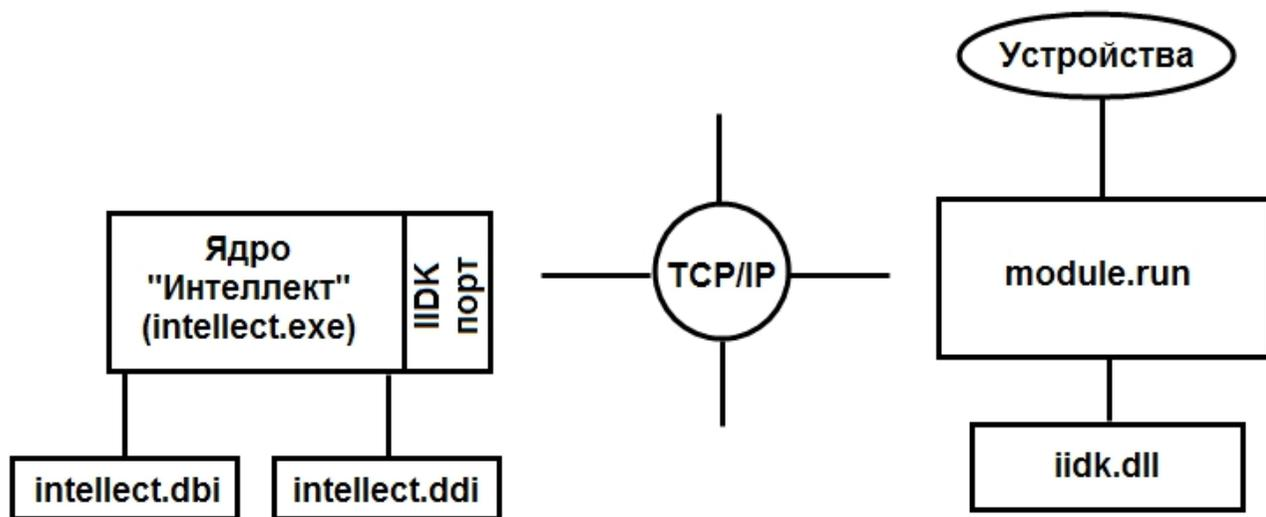 Устройства
Ядро
"Интеллект"
(intellect.exe)
IIDK
порт
TCP/IP
module.run
intellect.dbi
intellect.ddi
iidk.dll